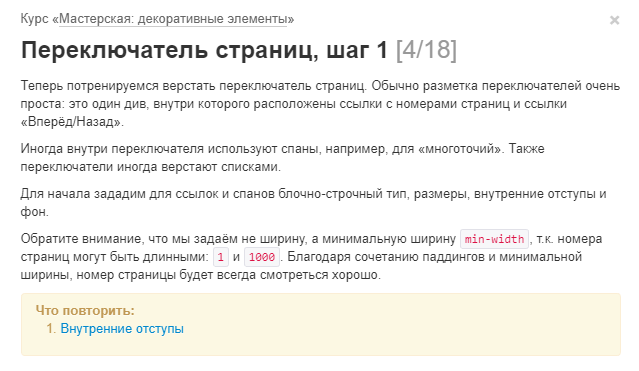 Курс «Мастерская: декоративные элементы»
×
Переключатель страниц, шаг 1 [4/18]
Теперь потренируемся верстать переключатель страниц. Обычно разметка переключателей очень
проста: это один див, внутри которого расположены ссылки с номерами страниц и ссылки
«Вперёд/Назад».
Иногда внутри переключателя используют спаны, например, для «многоточий». Также
переключатели иногда верстают списками.
Для начала зададим для ссылок и спанов блочно-строчный тип, размеры, внутренние отступы и
фон.
Обратите внимание, что мы задаём не ширину, а минимальную ширину min-width, т.к. номера
страниц могут быть длинными: 1 и 1000. Благодаря сочетанию паддингов и минимальной
ширины, номер страницы будет всегда смотреться хорошо.
Что повторить:
1. Внутренние отступы